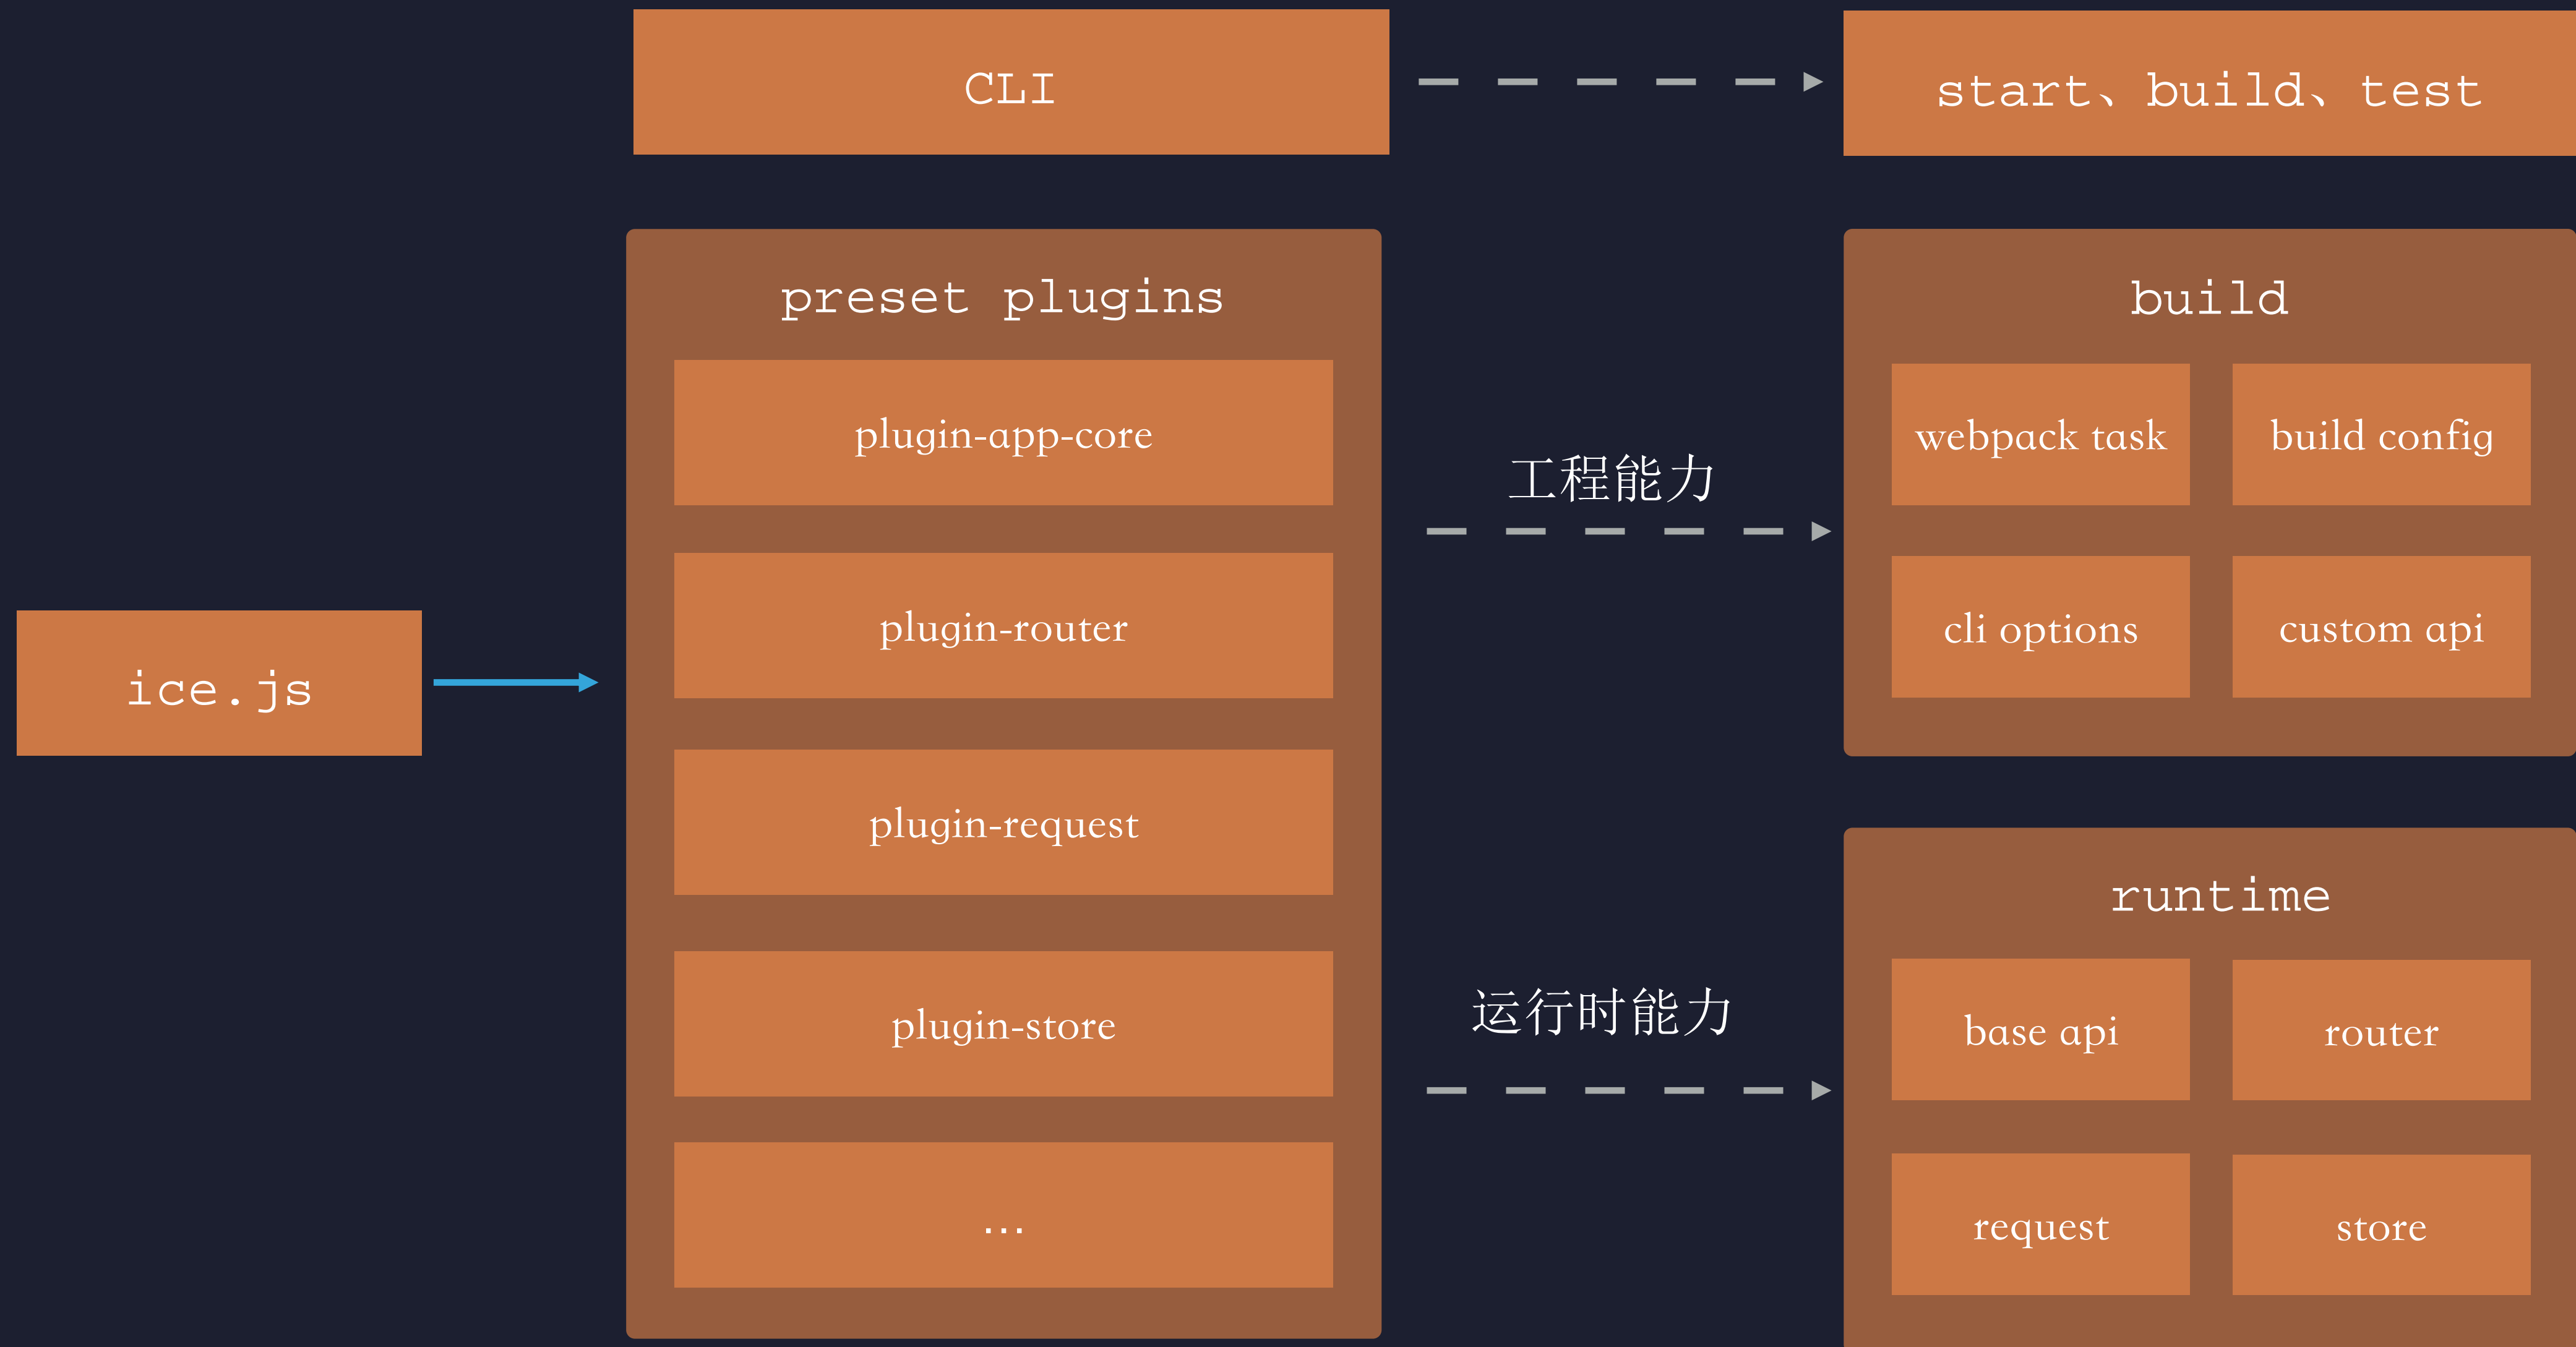 CLI
start、build、test
ice.js
preset plugins
plugin-app-core
plugin-router
plugin-request
plugin-store
...
工程能力
运行时能力
build
webpack task
build config
cli options
custom api
runtime
base api
router
request
store